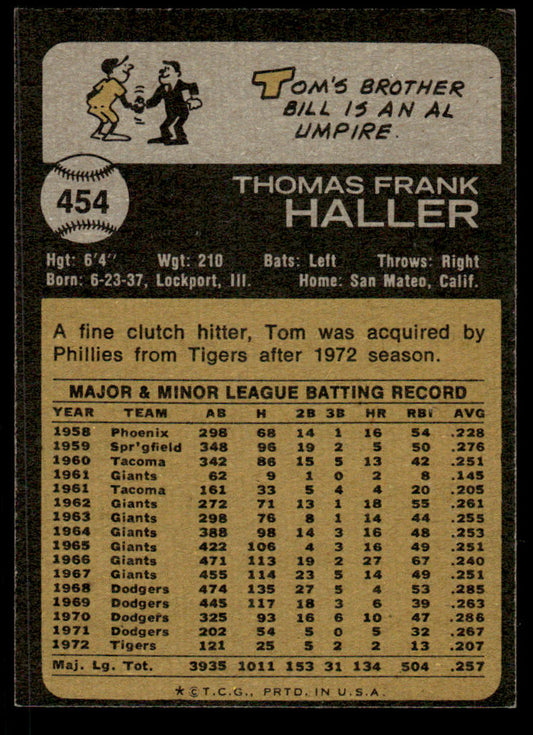 TOM'S BROTHER
BILL IS AN AL
UMPIRE.
454
THOMAS FRANK
HALLER
Hgt: 6'4" Wgt: 210 Bats: Left Throws: Right
Born: 6-23-37, Lockport, Ill. Home: San Mateo, Calif.
A fine clutch hitter, Tom was acquired by
Phillies from Tigers after 1972 season.
MAJOR & MINOR LEAGUE BATTING RECORD
YEAR TEAM AB H 2B 3B HR RBI AVG
1958 Phoenix 298 68 14 1 16 54 .228
1959 Spr'gfield 348 96 19 2 5 50 .276
1960 Tacoma 342 86 15 5 13 42 .251
1961 Giants 62 9 1 0 2 8 .145
1961 Tacoma 161 33 5 4 4 20 .205
1962 Giants 272 71 13 1 18 55 .261
1963 Giants 298 76 8 1 14 44 .255
1964 Giants 388 98 14 3 16 48 .253
1965 Giants 422 106 4 3 16 49 .251
1966 Giants 471 113 19 2 27 67 .240
1967 Giants 455 114 23 5 14 49 .251
1968 Dodgers 474 135 27 5 4 53 .285
1969 Dodgers 445 117 18 3 6 39 .263
1970 Dodgers 325 93 16 6 10 47 .286
1971 Dodgers 202 54 5 0 5 32 .267
1972 Tigers 121 25 5 2 2 13 .207
Maj. Lg. Tot. 3935 1011 153 31 134 504 .257
★ © T.C.G., PRTD. IN U.S.A.